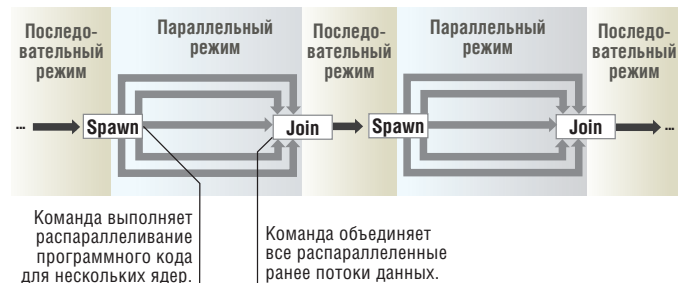 Последо-
вательный
режим
Параллельный
режим
Последо-
вательный
режим
Параллельный
режим
Последо-
вательный
режим
... Spawn Join Spawn Join ...
Команда выполняет
распараллеливание
программного кода
для нескольких ядер.
Команда объединяет
все распараллеленные
ранее потоки данных.